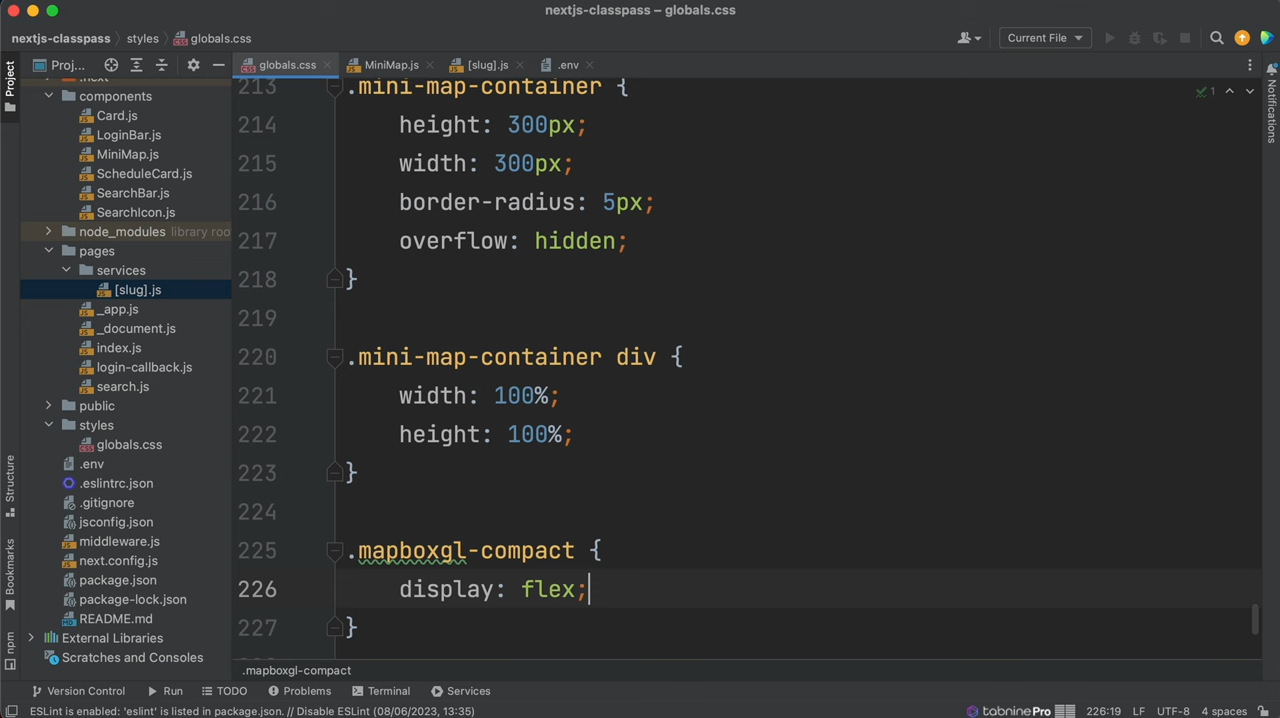 nextjs-classpass – globals.css
nextjs-classpass styles globals.css
Current File
Project
Proj...
globals.css
MiniMap.js
[slug].js
.env
Notifications
components
Card.js
LoginBar.js
MiniMap.js
ScheduleCard.js
SearchBar.js
SearchIcon.js
node_modules library roo
pages
services
[slug].js
_app.js
_document.js
index.js
login-callback.js
search.js
public
styles
globals.css
.env
.eslintrc.json
.gitignore
jsconfig.json
middleware.js
next.config.js
package.json
package-lock.json
README.md
External Libraries
Scratches and Consoles
Structure
Bookmarks
npm
1
213 .mini-map-container {
214 height: 300px;
215 width: 300px;
216 border-radius: 5px;
217 overflow: hidden;
218 }
219
220 .mini-map-container div {
221 width: 100%;
222 height: 100%;
223 }
224
225 .mapboxgl-compact {
226 display: flex;
227 }
.mapboxgl-compact
Version Control Run TODO Problems Terminal Services
ESLint is enabled: 'eslint' is listed in package.json. // Disable ESLint (08/06/2023, 13:35) tabninePro 226:19 LF UTF-8 4 spaces